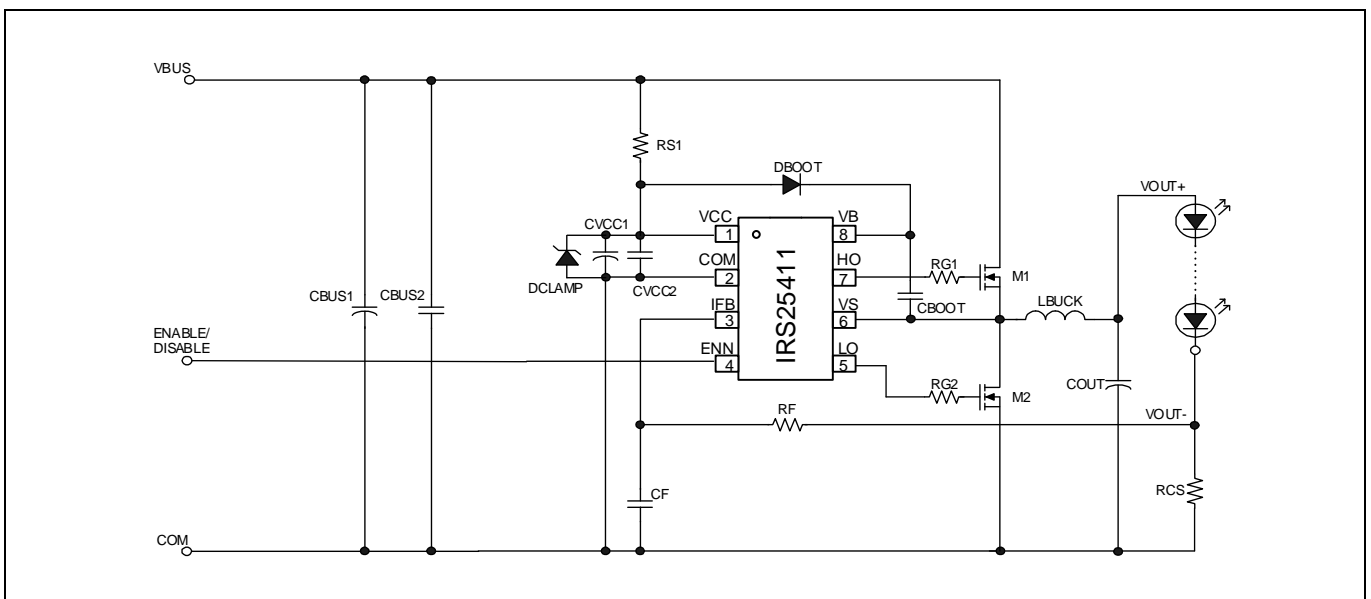 VBUS
RS1
DBOOT
VOUT+
CVCC1
VCC
1
VB
8
COM
2
HO
7
RG1
M1
DCLAMP
CVCC2
CBUS1
CBUS2
IRS25411
IFB
3
VS
6
CBOOT
LBUCK
ENABLE/
DISABLE
ENN
4
LO
5
RG2
M2
COUT
RF
VOUT-
CF
RCS
COM